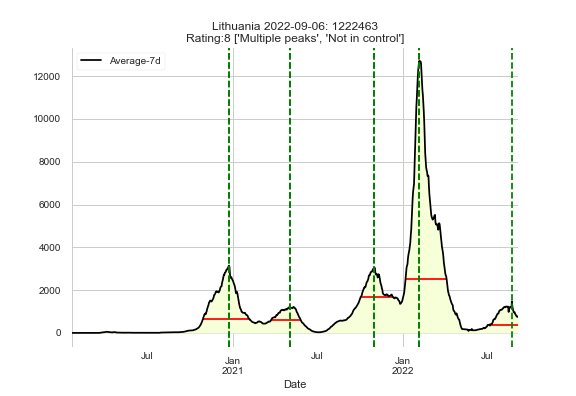 Lithuania 2022-09-06: 1222463
Rating:8 ['Multiple peaks', 'Not in control']
Average-7d
12000
10000
8000
6000
4000
2000
0
Jul
Jan
2021
Jul
Jan
2022
Jul
Date